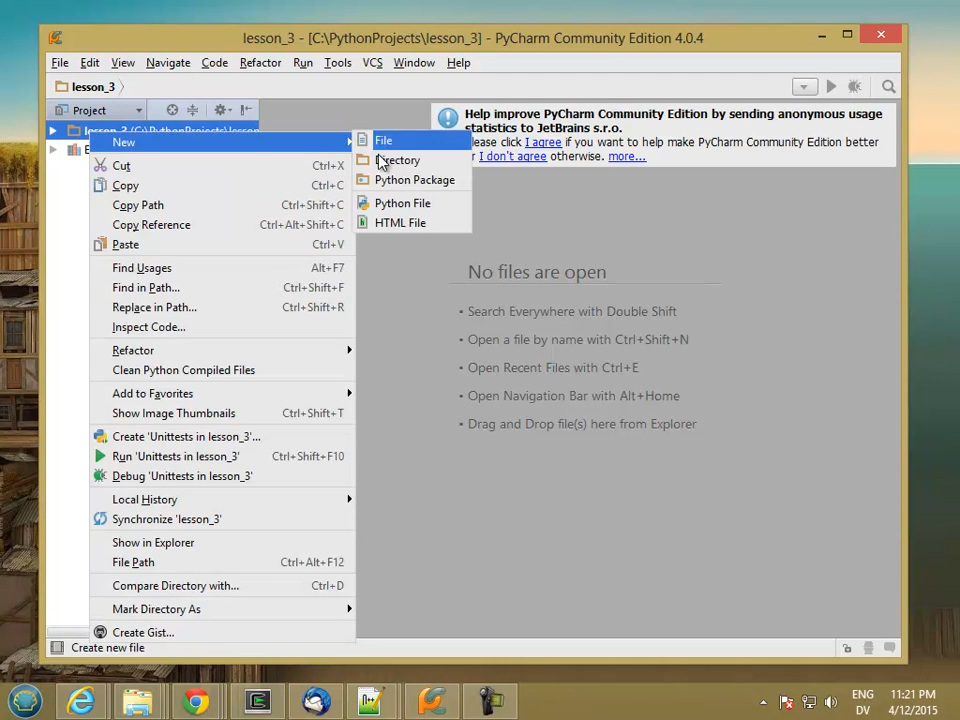 lesson_3 - [C:\PythonProjects\lesson_3] - PyCharm Community Edition 4.0.4
File Edit View Navigate Code Refactor Run Tools VCS Window Help
lesson_3
Project
lesson_3 (C:\PythonProjects\lesson
E
Help improve PyCharm Community Edition by sending anonymous usage
statistics to JetBrains s.r.o.
lease click I agree if you want to help make PyCharm Community Edition better
r I don't agree otherwise. more...
New
Cut Ctrl+X
Copy Ctrl+C
Copy Path Ctrl+Shift+C
Copy Reference Ctrl+Alt+Shift+C
Paste Ctrl+V
Find Usages Alt+F7
Find in Path... Ctrl+Shift+F
Replace in Path... Ctrl+Shift+R
Inspect Code...
Refactor
Clean Python Compiled Files
Add to Favorites
Show Image Thumbnails Ctrl+Shift+T
Create 'Unittests in lesson_3'...
Run 'Unittests in lesson_3' Ctrl+Shift+F10
Debug 'Unittests in lesson_3'
Local History
Synchronize 'lesson_3'
Show in Explorer
File Path Ctrl+Alt+F12
Compare Directory with... Ctrl+D
Mark Directory As
Create Gist...
File
Directory
Python Package
Python File
HTML File
No files are open
• Search Everywhere with Double Shift
• Open a file by name with Ctrl+Shift+N
• Open Recent Files with Ctrl+E
• Open Navigation Bar with Alt+Home
• Drag and Drop file(s) here from Explorer
Create new file
ENG 11:21 PM
DV 4/12/2015